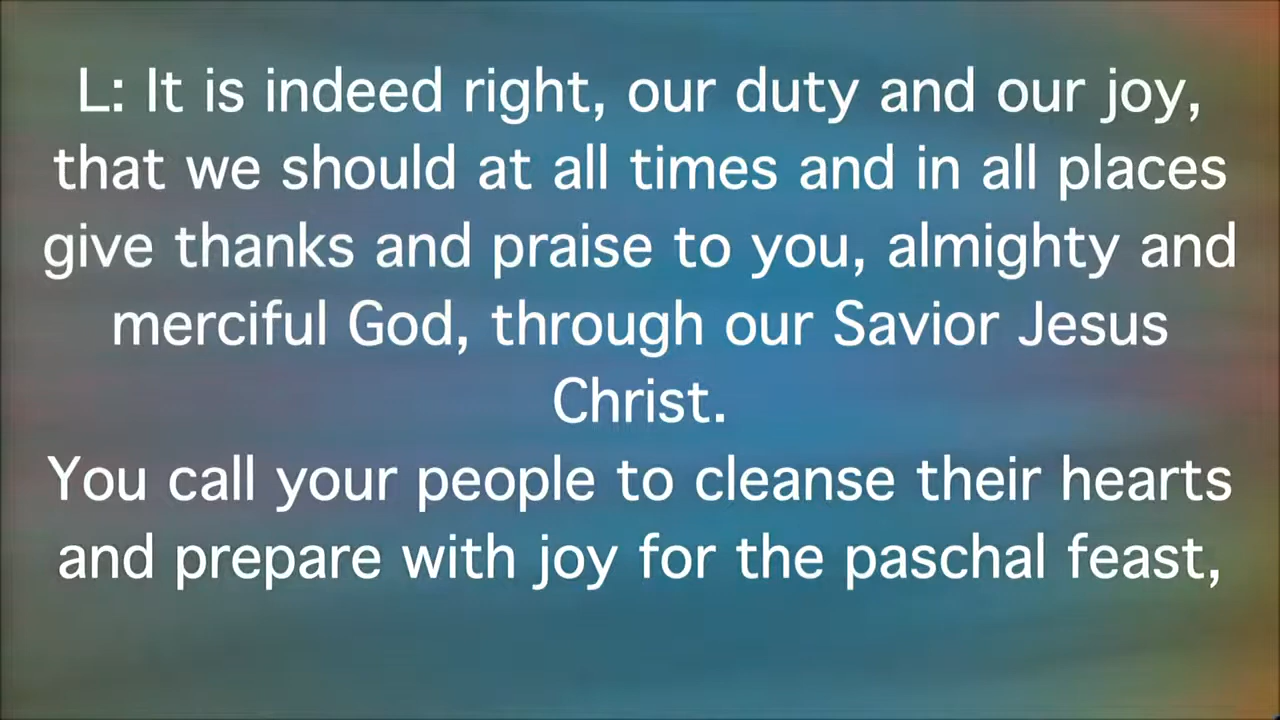 L: It is indeed right, our duty and our joy,
that we should at all times and in all places
give thanks and praise to you, almighty and
merciful God, through our Savior Jesus
Christ.
You call your people to cleanse their hearts
and prepare with joy for the paschal feast,